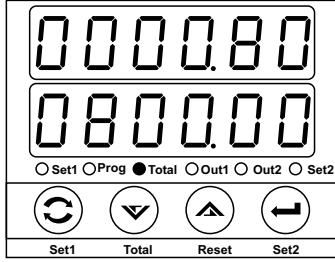 0000.80
0800.00
Set1 Prog Total Out1 Out2 Set2
Set1 Total Reset Set2